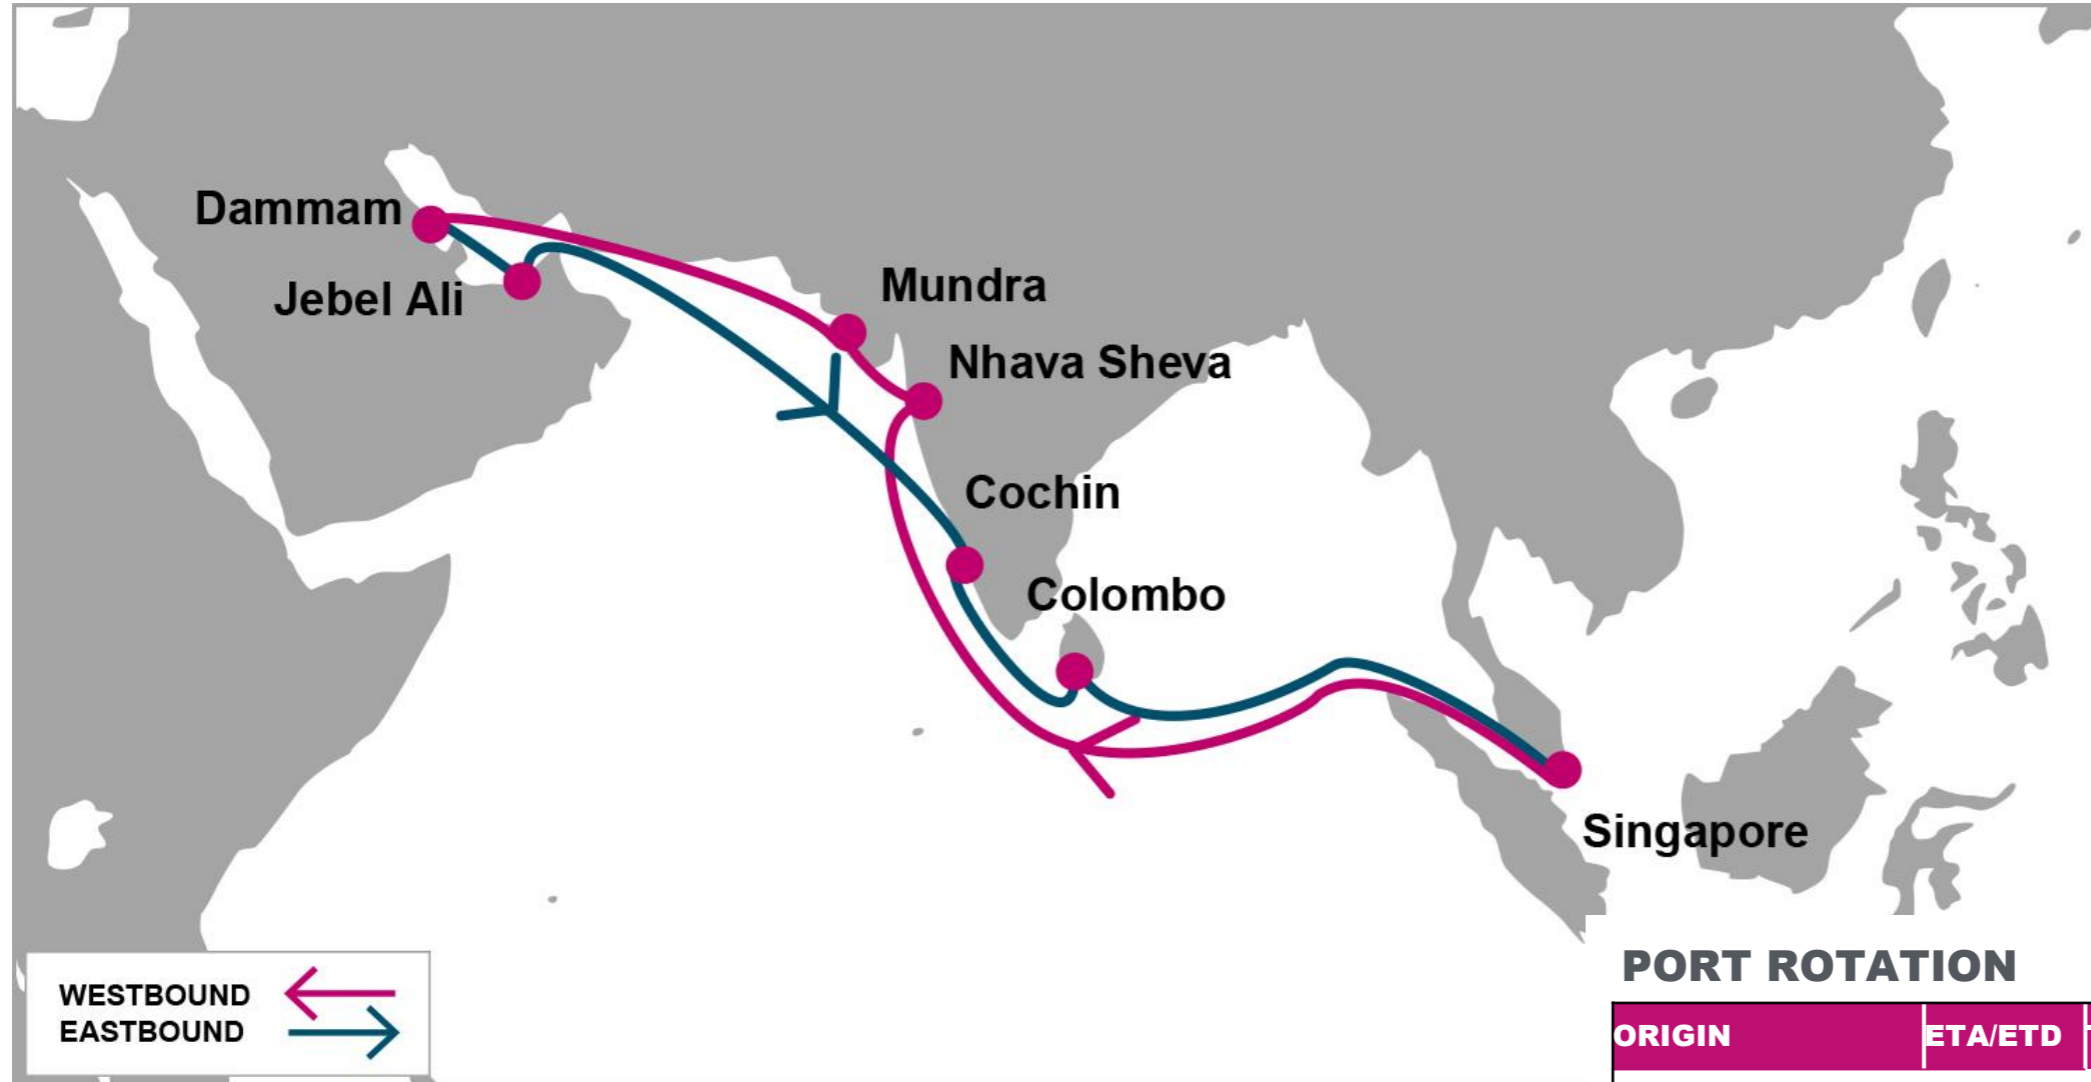 Dammam
Jebel Ali
Mundra
Nhava Sheva
Cochin
Colombo
Singapore
WESTBOUND
EASTBOUND
PORT ROTATION
ORIGIN ETA/ETD